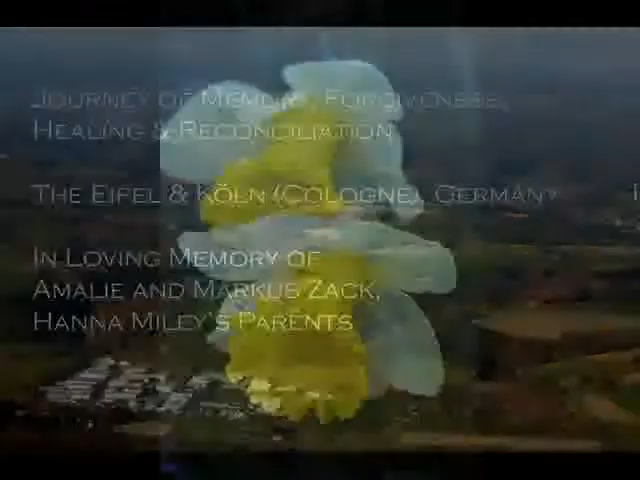 Journey of Memory, Forgiveness,
Healing & Reconciliation
The Eifel & Köln (Cologne), Germany
In Loving Memory of
Amalie and Markus Zack,
Hanna Miley's Parents